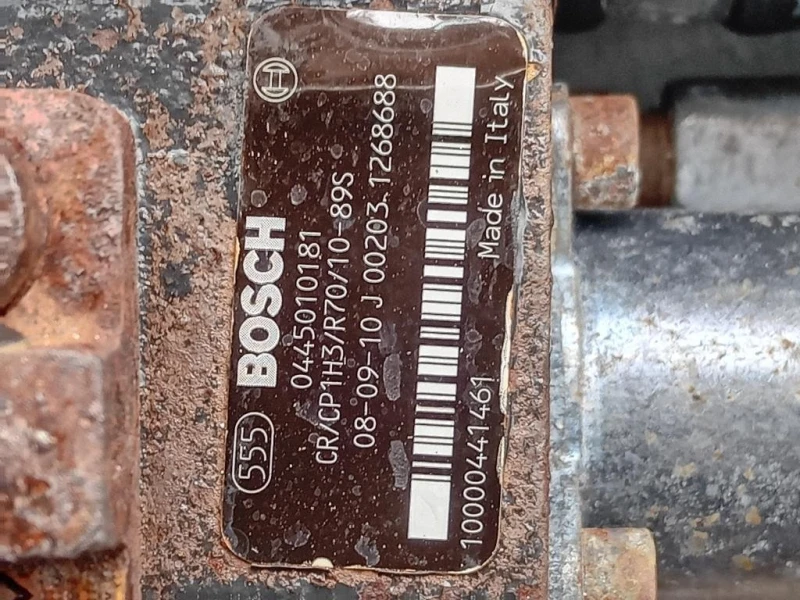 555 BOSCH
0445010181
CR/CP1H3/R70/10-89S
08-09-10 J 00203.1268688
10000441461 Made in Italy